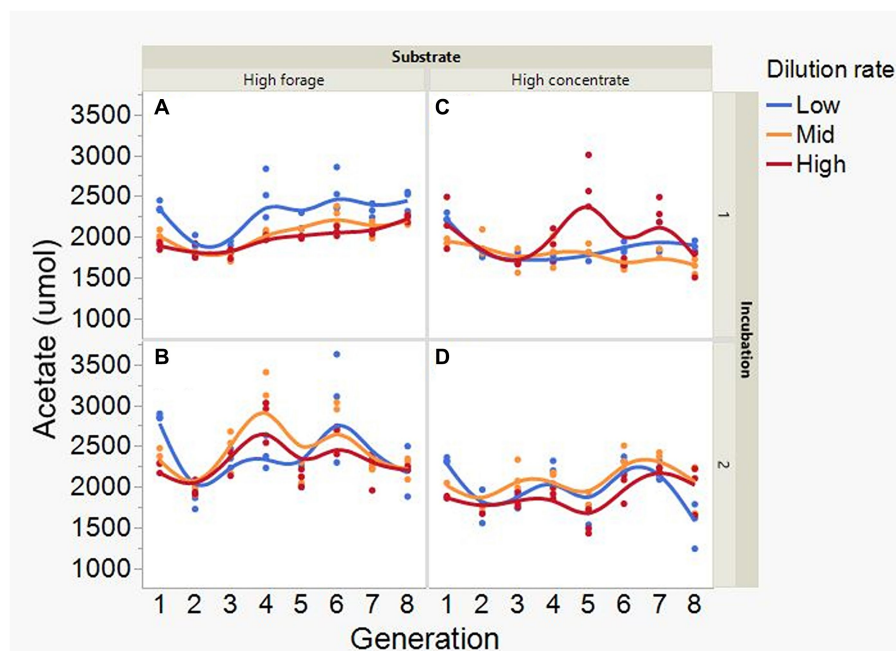 Substrate
High forage High concentrate
Dilution rate
Low
Mid
High
A
C
3500
3000
2500
2000
1500
1000
1
B
D
3500
3000
2500
2000
1500
1000
2
Acetate (umol)
Incubation
1 2 3 4 5 6 7 8 1 2 3 4 5 6 7 8
Generation